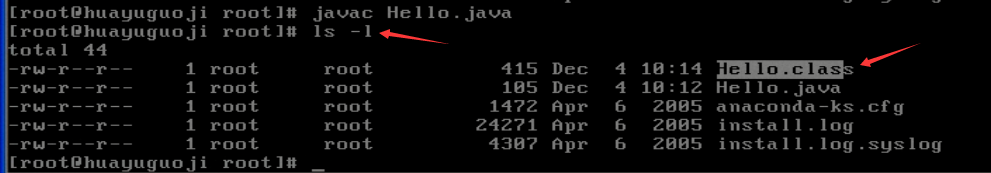 [root@huayuguoji root]# javac Hello.java
[root@huayuguoji root]# ls -l
total 44
-rw-r--r-- 1 root root 415 Dec 4 10:14 Hello.class
-rw-r--r-- 1 root root 105 Dec 4 10:12 Hello.java
-rw-r--r-- 1 root root 1472 Apr 6 2005 anaconda-ks.cfg
-rw-r--r-- 1 root root 24271 Apr 6 2005 install.log
-rw-r--r-- 1 root root 4307 Apr 6 2005 install.log.syslog
[root@huayuguoji root]# _